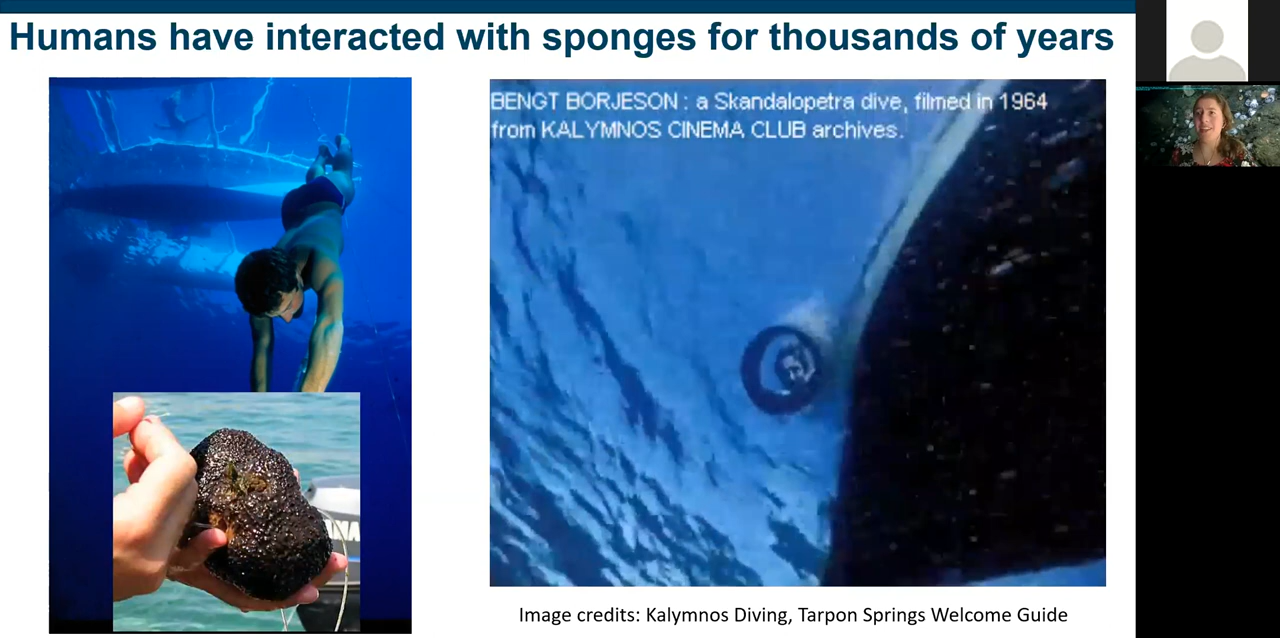 Humans have interacted with sponges for thousands of years
BENGT BORJESON : a Skandalopetra dive, filmed in 1964
from KALYMNOS CINEMA CLUB archives.
Image credits: Kalymnos Diving, Tarpon Springs Welcome Guide